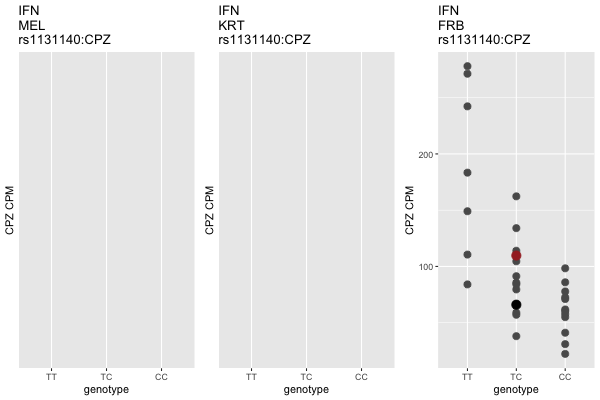 IFN
MEL
rs1131140:CPZ
CPZ CPM
TT TC CC
genotype
IFN
KRT
rs1131140:CPZ
CPZ CPM
TT TC CC
genotype
IFN
FRB
rs1131140:CPZ
CPZ CPM
200
100
TT TC CC
genotype